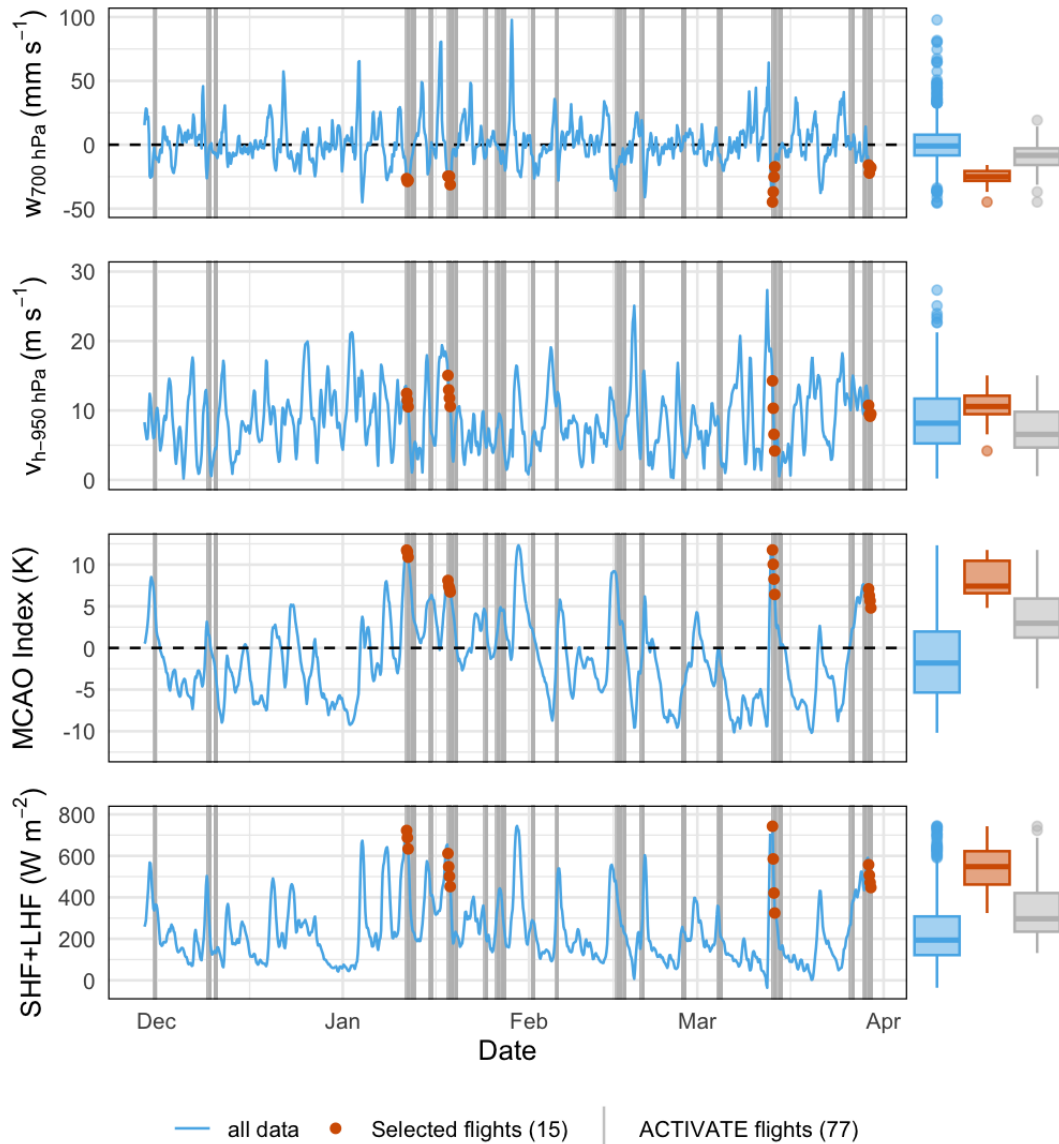 w700 hPa (mm s−1)
100
50
0
-50
vh−950 hPa (m s−1)
30
20
10
0
MCAO Index (K)
10
5
0
-5
-10
SHF+LHF (W m−2)
800
600
400
200
0
Dec Jan Feb Mar Apr
Date
all data Selected flights (15) ACTIVATE flights (77)